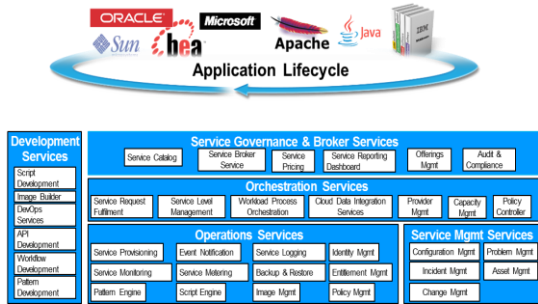 ORACLE
Microsoft
Sun
bea
Apache
Java
IBM
Application Lifecycle
Development
Services
Script
Development
Image Builder
DevOps
Services
API
Development
Workflow
Development
Pattern
Development
Service Governance & Broker Services
Service Catalog
Service Broker
Service
Service
Pricing
Service Reporting
Dashboard
Offerings
Mgmt
Audit &
Compliance
Orchestration Services
Service Request
Fulfilment
Service Level
Management
Workload Process
Orchestration
Cloud Data Integration
Services
Provider
Mgmt
Capacity
Mgmt
Policy
Controller
Operations Services
Service Provisioning
Event Notification
Service Logging
Identity Mgmt
Service Monitoring
Service Metering
Backup & Restore
Entitlement Mgmt
Pattern Engine
Script Engine
Image Mgmt
Policy Mgmt
Service Mgmt Services
Configuration Mgmt
Problem Mgmt
Incident Mgmt
Asset Mgmt
Change Mgmt